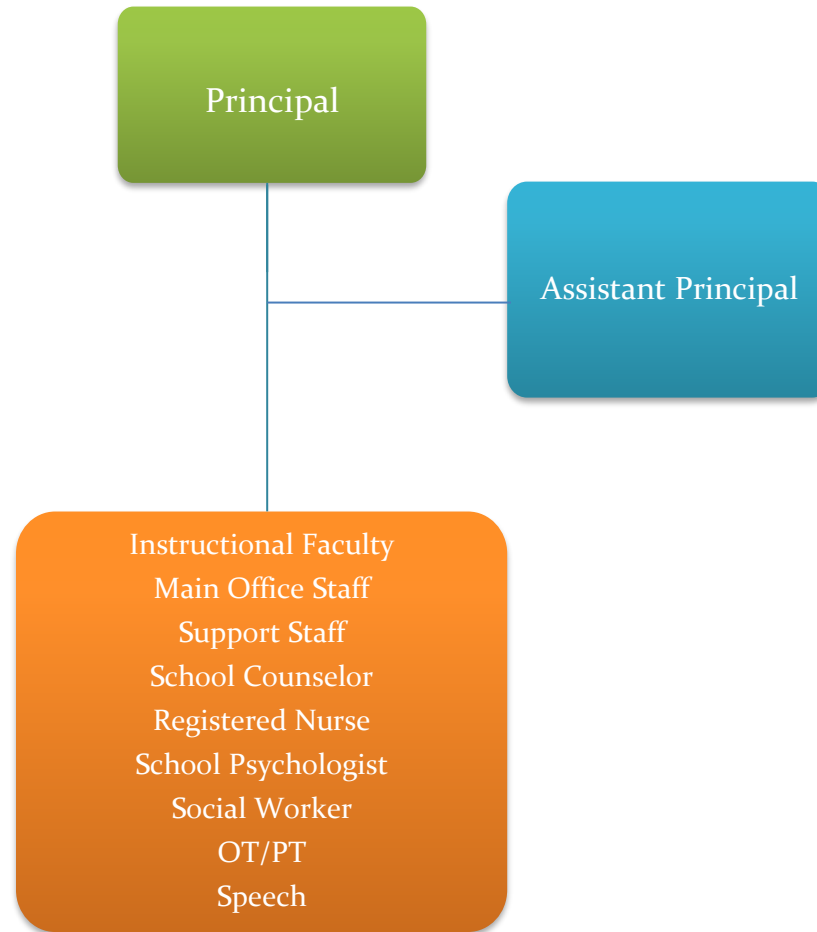 Principal
Assistant Principal
Instructional Faculty
Main Office Staff
Support Staff
School Counselor
Registered Nurse
School Psychologist
Social Worker
OT/PT
Speech